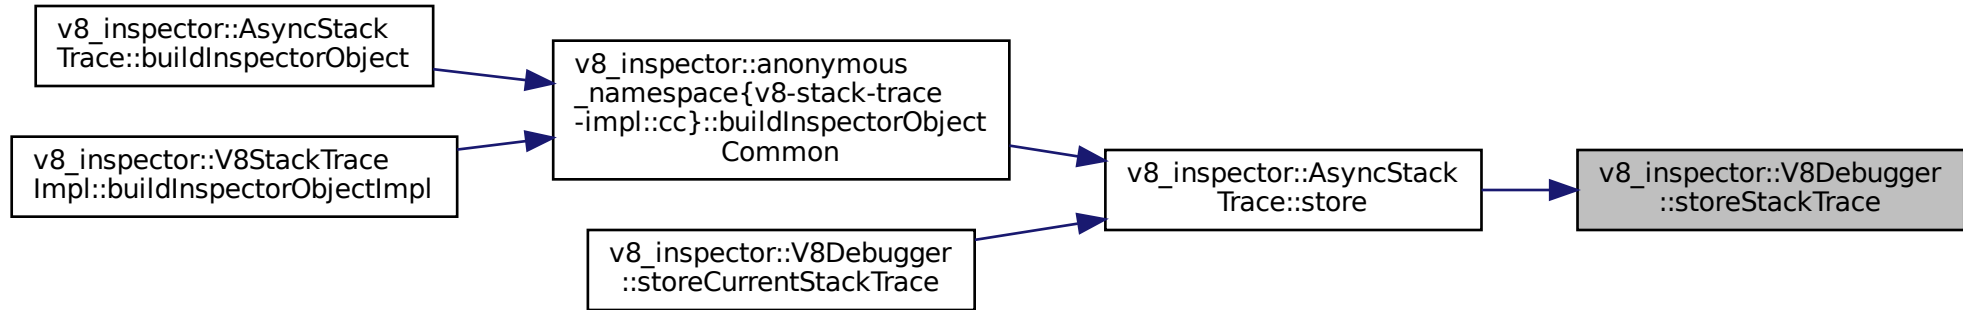 v8_inspector::AsyncStack
Trace::buildInspectorObject
v8_inspector::V8StackTrace
Impl::buildInspectorObjectImpl
v8_inspector::anonymous
_namespace{v8-stack-trace
-impl::cc}::buildInspectorObject
Common
v8_inspector::V8Debugger
::storeCurrentStackTrace
v8_inspector::AsyncStack
Trace::store
v8_inspector::V8Debugger
::storeStackTrace